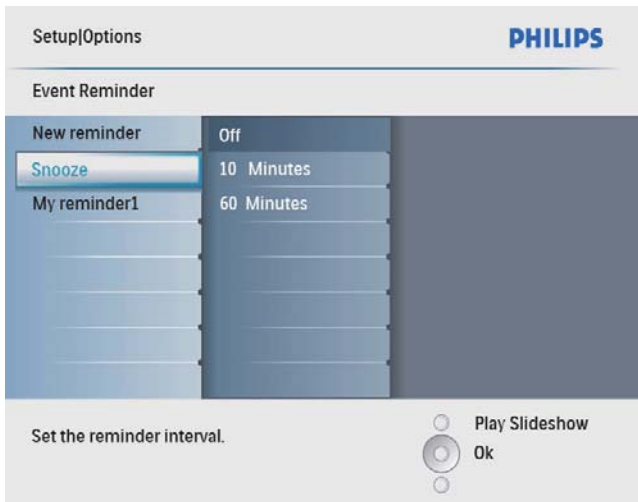 Setup|Options
PHILIPS
Event Reminder
New reminder
Off
Snooze
10 Minutes
My reminder1
60 Minutes
Set the reminder interval.
Play Slideshow
Ok